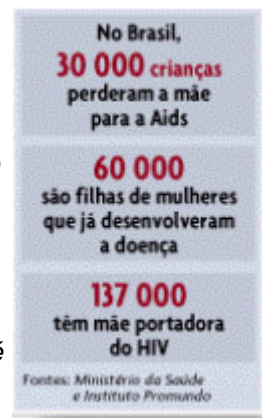 No Brasil,
30 000 crianças
perderam a mãe
para a Aids
60 000
são filhas de mulheres
que já desenvolveram
a doença
137 000
têm mãe portadora
do HIV
é
Fontes: Ministério da Saúde
e Instituto Promundo